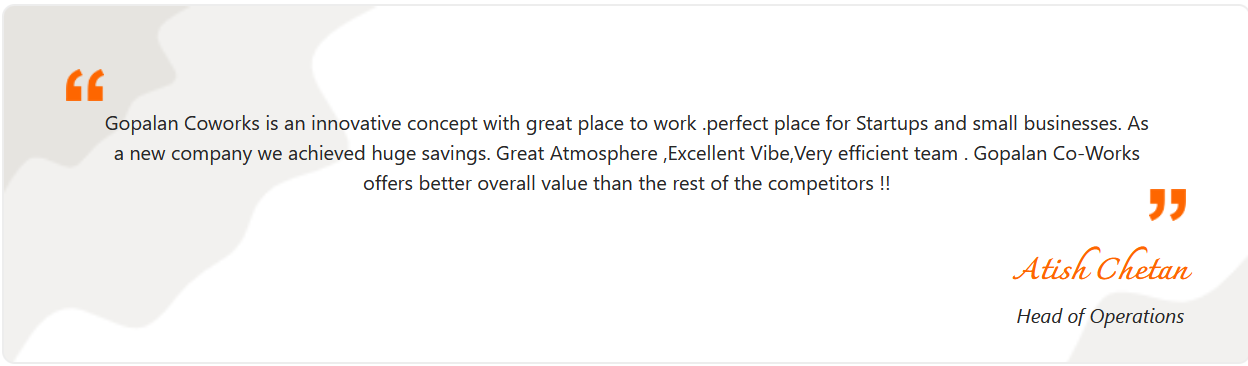 “
Gopalan Coworks is an innovative concept with great place to work .perfect place for Startups and small businesses. As
a new company we achieved huge savings. Great Atmosphere ,Excellent Vibe,Very efficient team . Gopalan Co-Works
offers better overall value than the rest of the competitors !!
”
Atish Chetan
Head of Operations